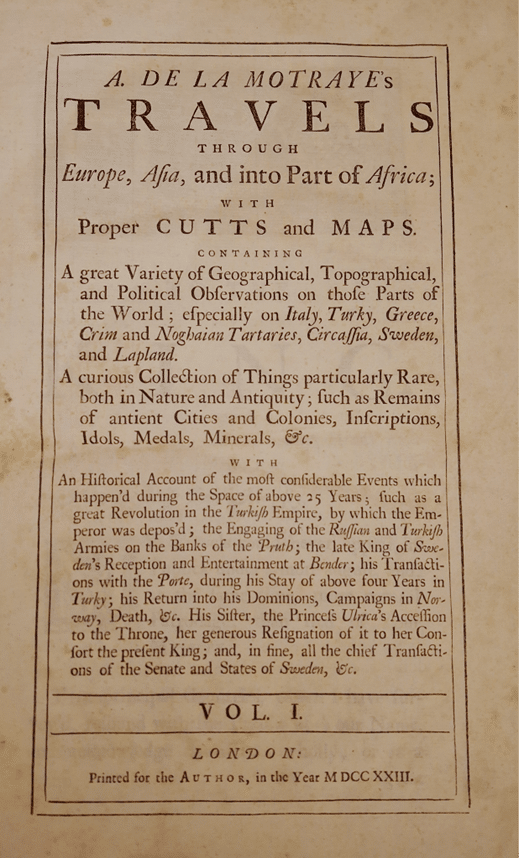 A. DE LA MOTRAYE's
TRAVELS
THROUGH
Europe, Aſia, and into Part of Africa;
WITH
Proper CUTTS and MAPS.
CONTAINING
A great Variety of Geographical, Topographical,
and Political Obſervations on thoſe Parts of
the World; eſpecially on Italy, Turky, Greece,
Crim and Noghaian Tartaries, Circaſſia, Sweden,
and Lapland.
A curious Collection of Things particularly Rare,
both in Nature and Antiquity; ſuch as Remains
of antient Cities and Colonies, Inſcriptions,
Idols, Medals, Minerals, &c.
WITH
An Hiſtorical Account of the moſt conſiderable Events which
happen'd during the Space of above 25 Years; ſuch as a
great Revolution in the Turkiſh Empire, by which the Em-
peror was depos'd; the Engaging of the Ruſſian and Turkiſh
Armies on the Banks of the Pruth; the late King of Swe-
den's Reception and Entertainment at Bender; his Tranſacti-
ons with the Porte, during his Stay of above four Years in
Turky; his Return into his Dominions, Campaigns in Nor-
way, Death, &c. His Siſter, the Princeſs Ulrica's Acceſſion
to the Throne, her generous Reſignation of it to her Con-
ſort the preſent King; and, in fine, all the chief Tranſacti-
ons of the Senate and States of Sweden, &c.
VOL. I.
LONDON:
Printed for the AUTHOR, in the Year M DCC XXIII.